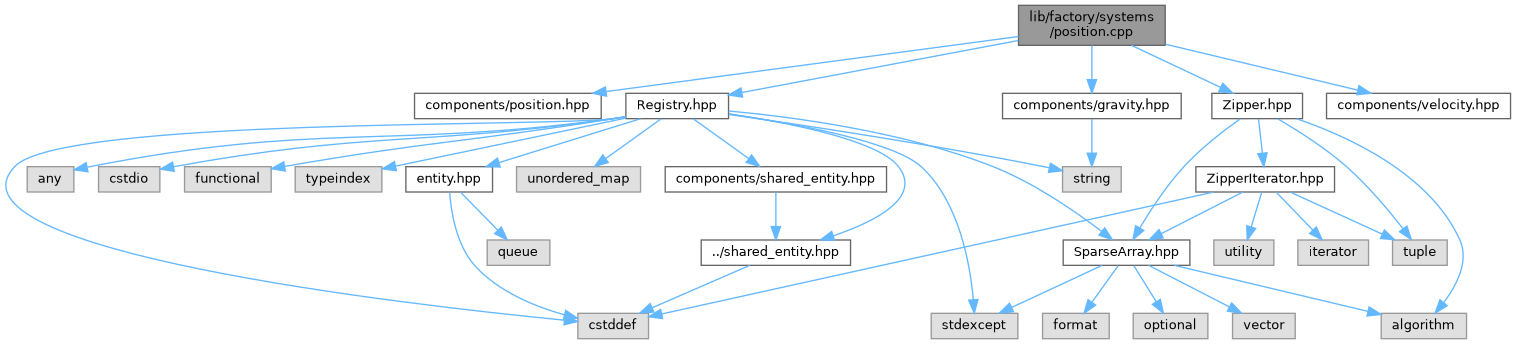 lib/factory/systems
/position.cpp
components/position.hpp
Registry.hpp
components/gravity.hpp
Zipper.hpp
components/velocity.hpp
any
cstdio
functional
typeindex
entity.hpp
unordered_map
components/shared_entity.hpp
string
ZipperIterator.hpp
queue
../shared_entity.hpp
SparseArray.hpp
utility
iterator
tuple
cstddef
stdexcept
format
optional
vector
algorithm